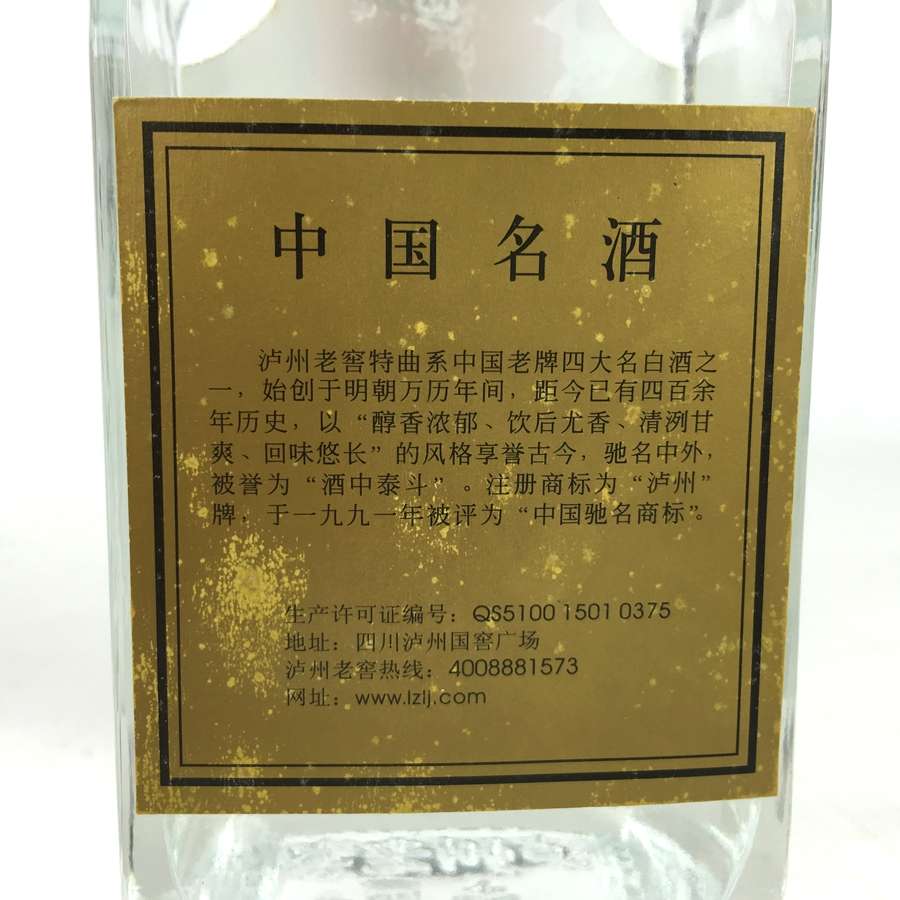 中国名酒
泸州老窖特曲系中国老牌四大名白酒之
一，始创于明朝万历年间，距今已有四百余
年历史，以“醇香浓郁、饮后尤香、清冽甘
爽、回味悠长”的风格享誉古今，驰名中外，
被誉为“酒中泰斗”。注册商标为“泸州”
牌，于一九九一年被评为“中国驰名商标”。
生产许可证编号：QS5100 1501 0375
地址：四川泸州国窖广场
泸州老窖热线：4008881573
网址：www.lzlj.com